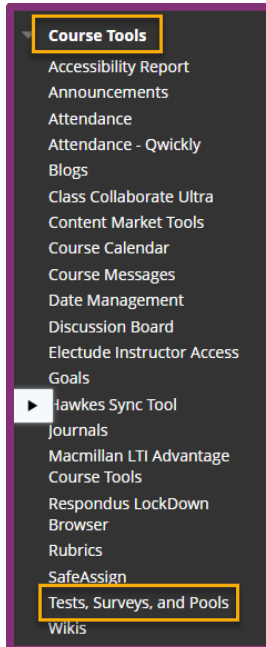 Course Tools
Accessibility Report
Announcements
Attendance
Attendance - Qwickly
Blogs
Class Collaborate Ultra
Content Market Tools
Course Calendar
Course Messages
Date Management
Discussion Board
Electude Instructor Access
Goals
Hawkes Sync Tool
Journals
Macmillan LTI Advantage
Course Tools
Respondus LockDown
Browser
Rubrics
SafeAssign
Tests, Surveys, and Pools
Wikis